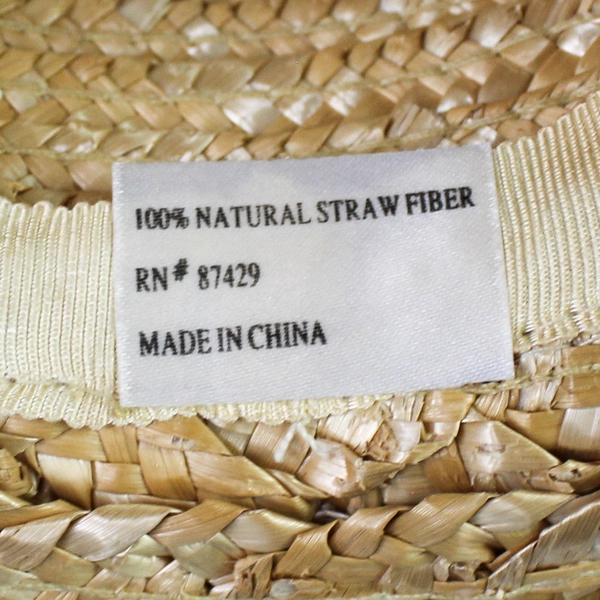 100% NATURAL STRAW FIBER
RN# 87429
MADE IN CHINA